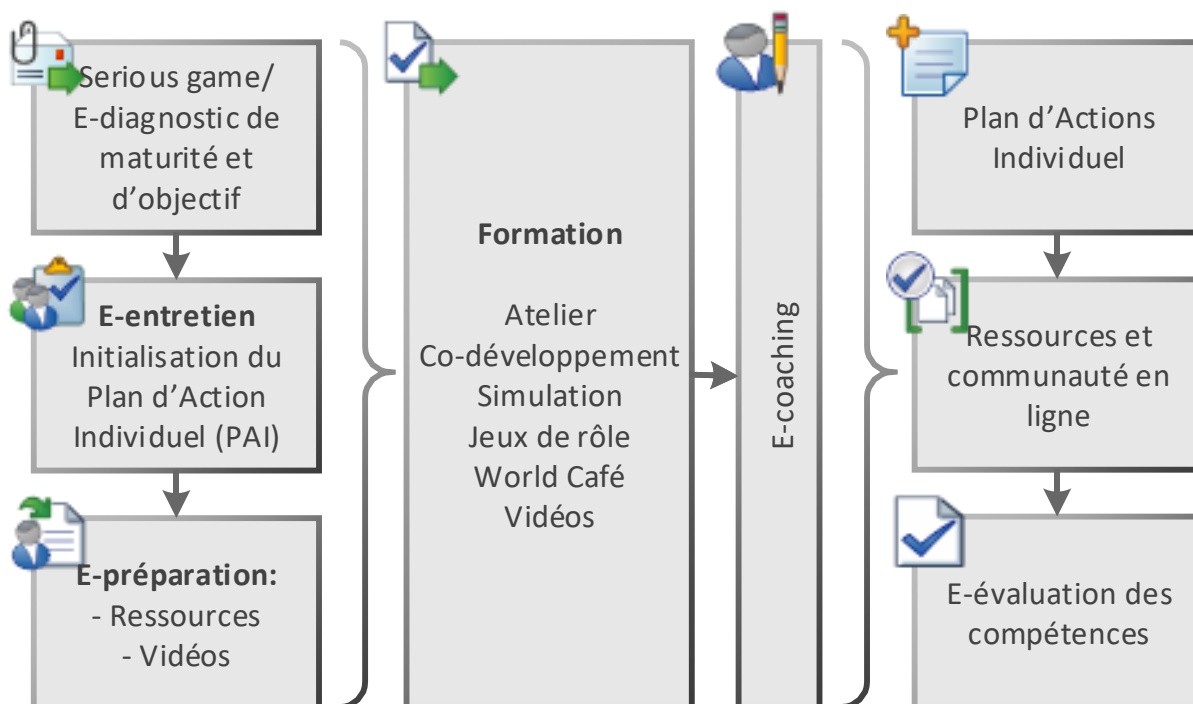 Serious game/
E-diagnostic de
maturité et
d’objectif
E-entretien
Initialisation du
Plan d’Action
Individuel (PAI)
E-préparation:
- Ressources
- Vidéos
Formation
Atelier
Co-développement
Simulation
Jeux de rôle
World Café
Vidéos
E-coaching
Plan d’Actions
Individuel
Ressources et
communauté en
ligne
E-évaluation des
compétences